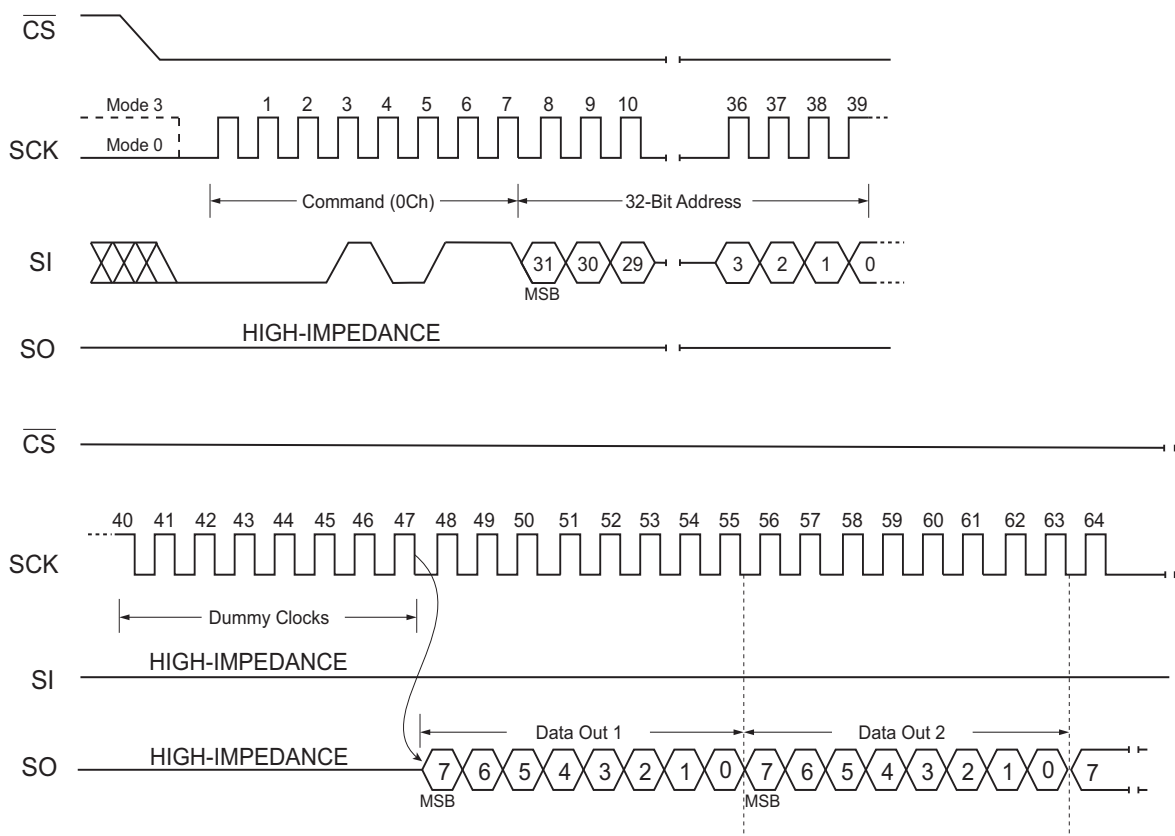 CS
Mode 3
1 2 3 4 5 6 7 8 9 10 36 37 38 39
SCK
Mode 0
Command (0Ch)
32-Bit Address
SI
31 30 29 3 2 1 0
MSB
HIGH-IMPEDANCE
SO
CS
40 41 42 43 44 45 46 47 48 49 50 51 52 53 54 55 56 57 58 59 60 61 62 63 64
SCK
Dummy Clocks
HIGH-IMPEDANCE
SI
Data Out 1
Data Out 2
HIGH-IMPEDANCE
SO
7 6 5 4 3 2 1 0 7 6 5 4 3 2 1 0 7
MSB MSB